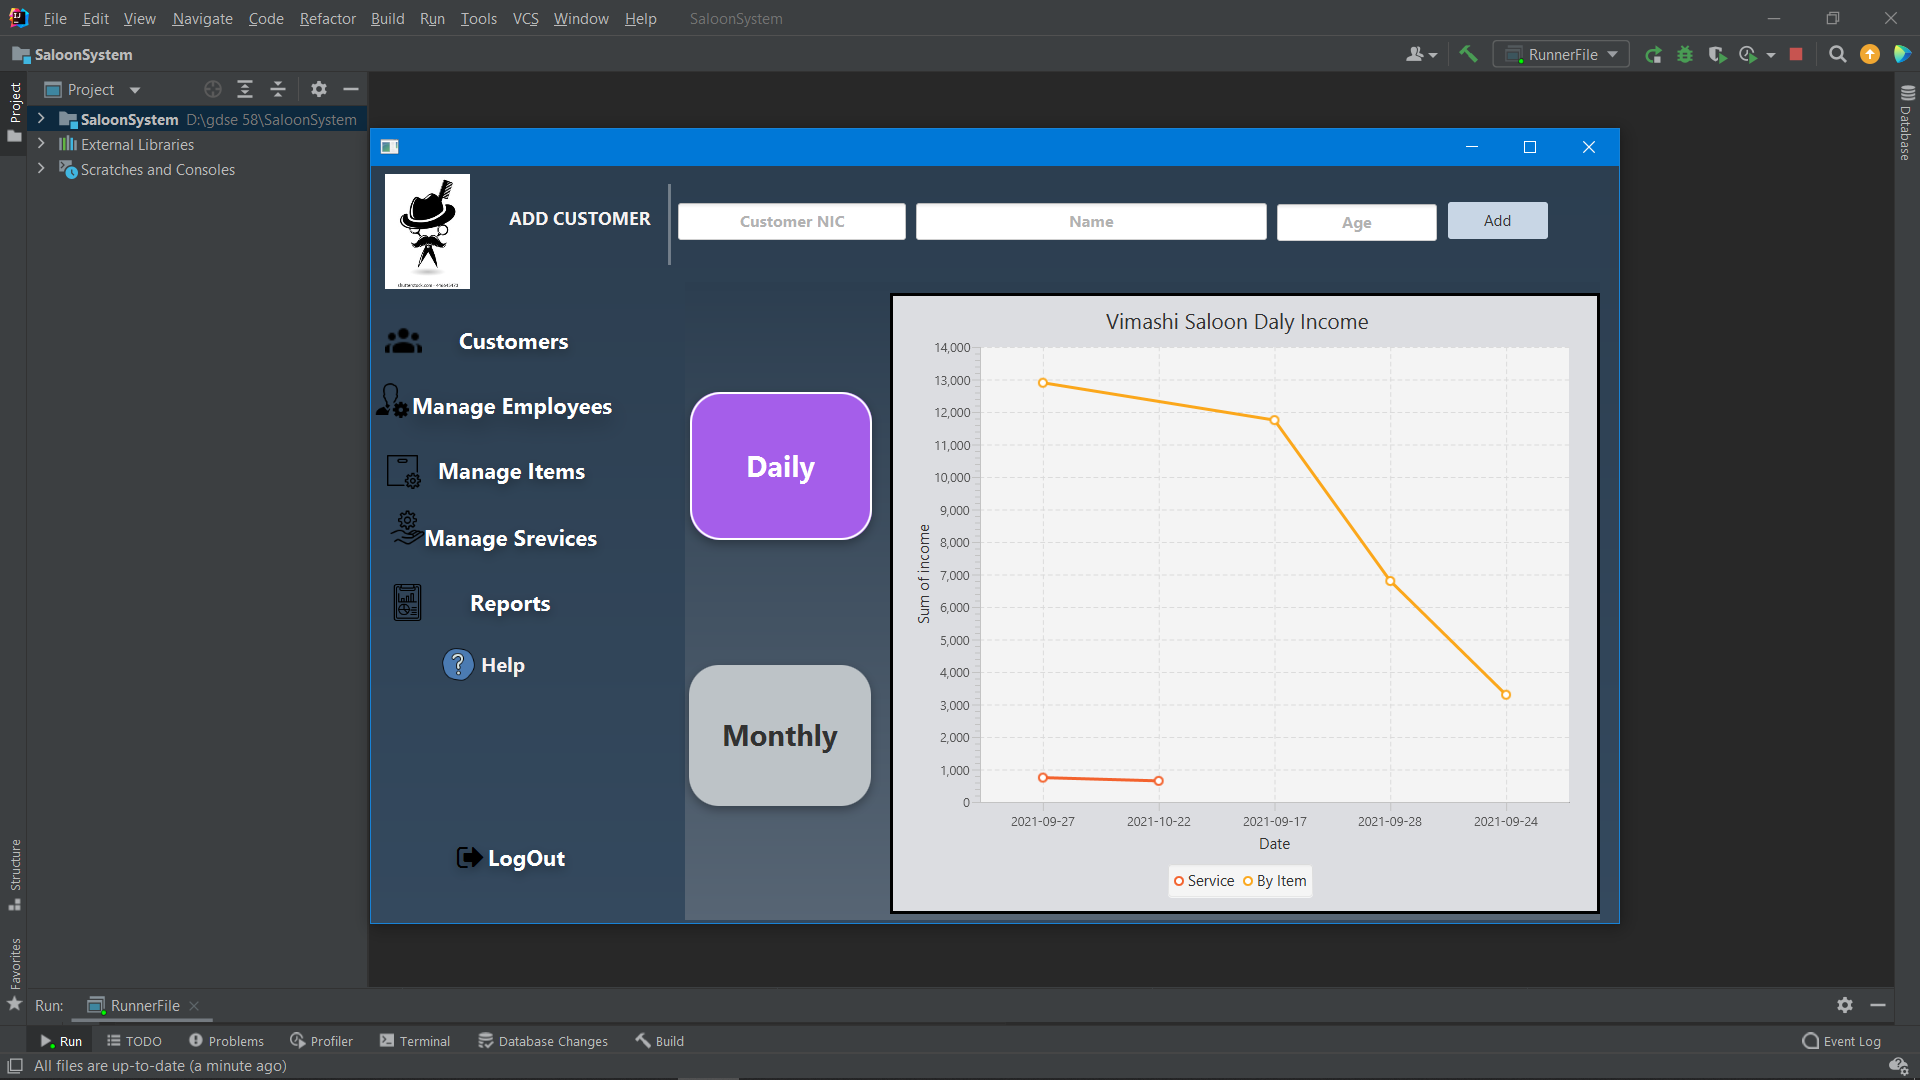 File Edit View Navigate Code Refactor Build Run Tools VCS Window Help SaloonSystem
SaloonSystem
RunnerFile
Project
Project
SaloonSystem D:\gdse 58\SaloonSystem
External Libraries
Scratches and Consoles
Database
ADD CUSTOMER
Customer NIC
Name
Age
Add
Customers
Manage Employees
Manage Items
Manage Srevices
Reports
? Help
LogOut
Daily
Monthly
Vimashi Saloon Daly Income
14,000
13,000
12,000
11,000
10,000
9,000
8,000
7,000
6,000
5,000
4,000
3,000
2,000
1,000
0
Sum of income
2021-09-27 2021-10-22 2021-09-17 2021-09-28 2021-09-24
Date
Service By Item
Structure
Favorites
Run: RunnerFile
Run TODO Problems Profiler Terminal Database Changes Build Event Log
All files are up-to-date (a minute ago)